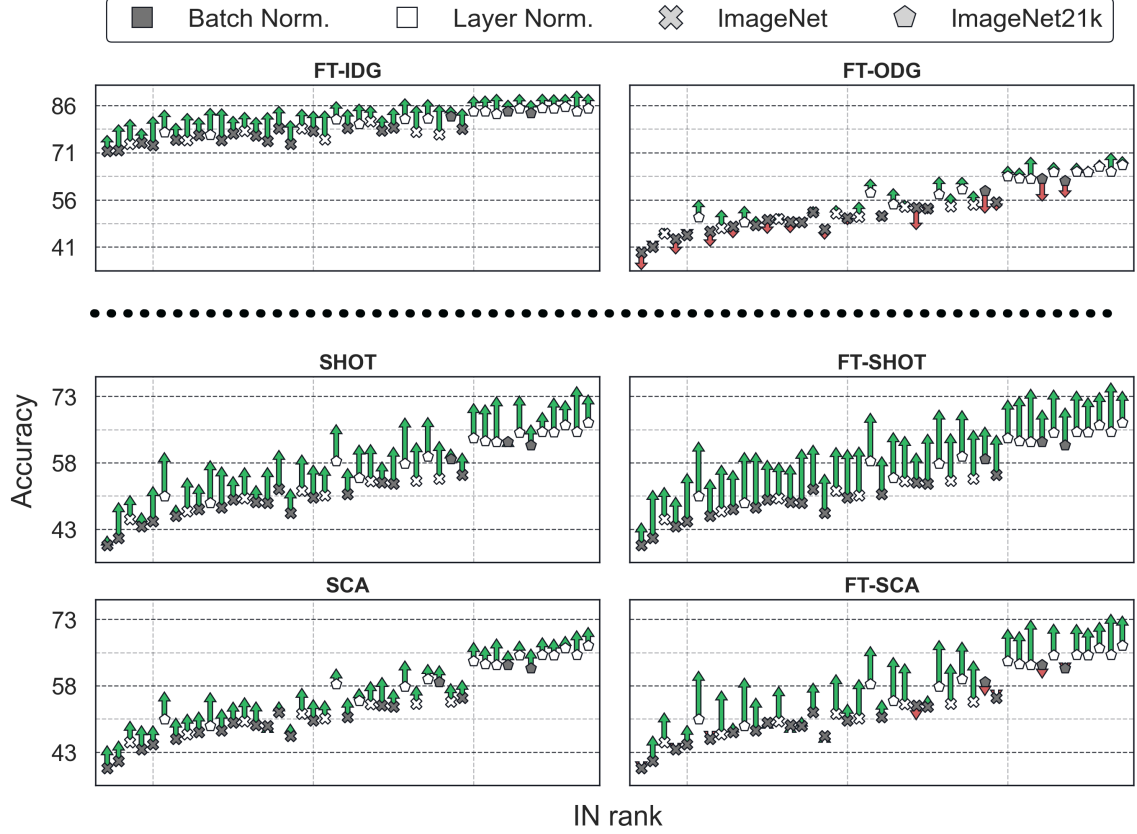 Batch Norm. Layer Norm. ImageNet ImageNet21k
FT-IDG FT-ODG
86
71
56
41
SHOT FT-SHOT
73
58
43
SCA FT-SCA
73
58
43
Accuracy
IN rank